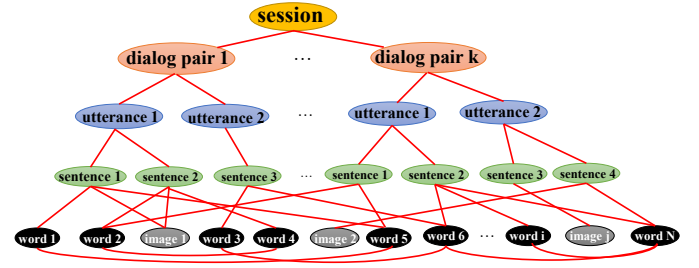 session
dialog pair 1 ... dialog pair k
utterance 1 utterance 2 ... utterance 1 utterance 2
sentence 1 sentence 2 sentence 3 ... sentence 1 sentence 2 sentence 3 sentence 4
word 1 word 2 image 1 word 3 word 4 image 2 word 5 word 6 ... word i image j word N